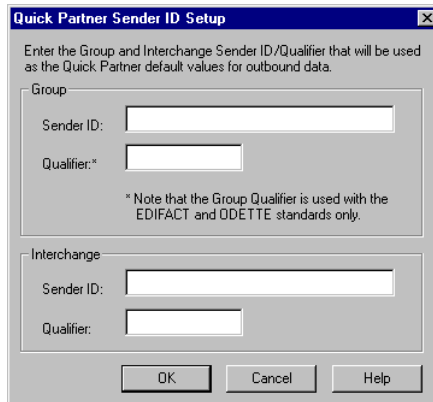 Quick Partner Sender ID Setup
Enter the Group and Interchange Sender ID/Qualifier that will be used
as the Quick Partner default values for outbound data.
Group
Sender ID:
Qualifier:*
* Note that the Group Qualifier is used with the
EDIFACT and ODETTE standards only.
Interchange
Sender ID:
Qualifier:
OK Cancel Help